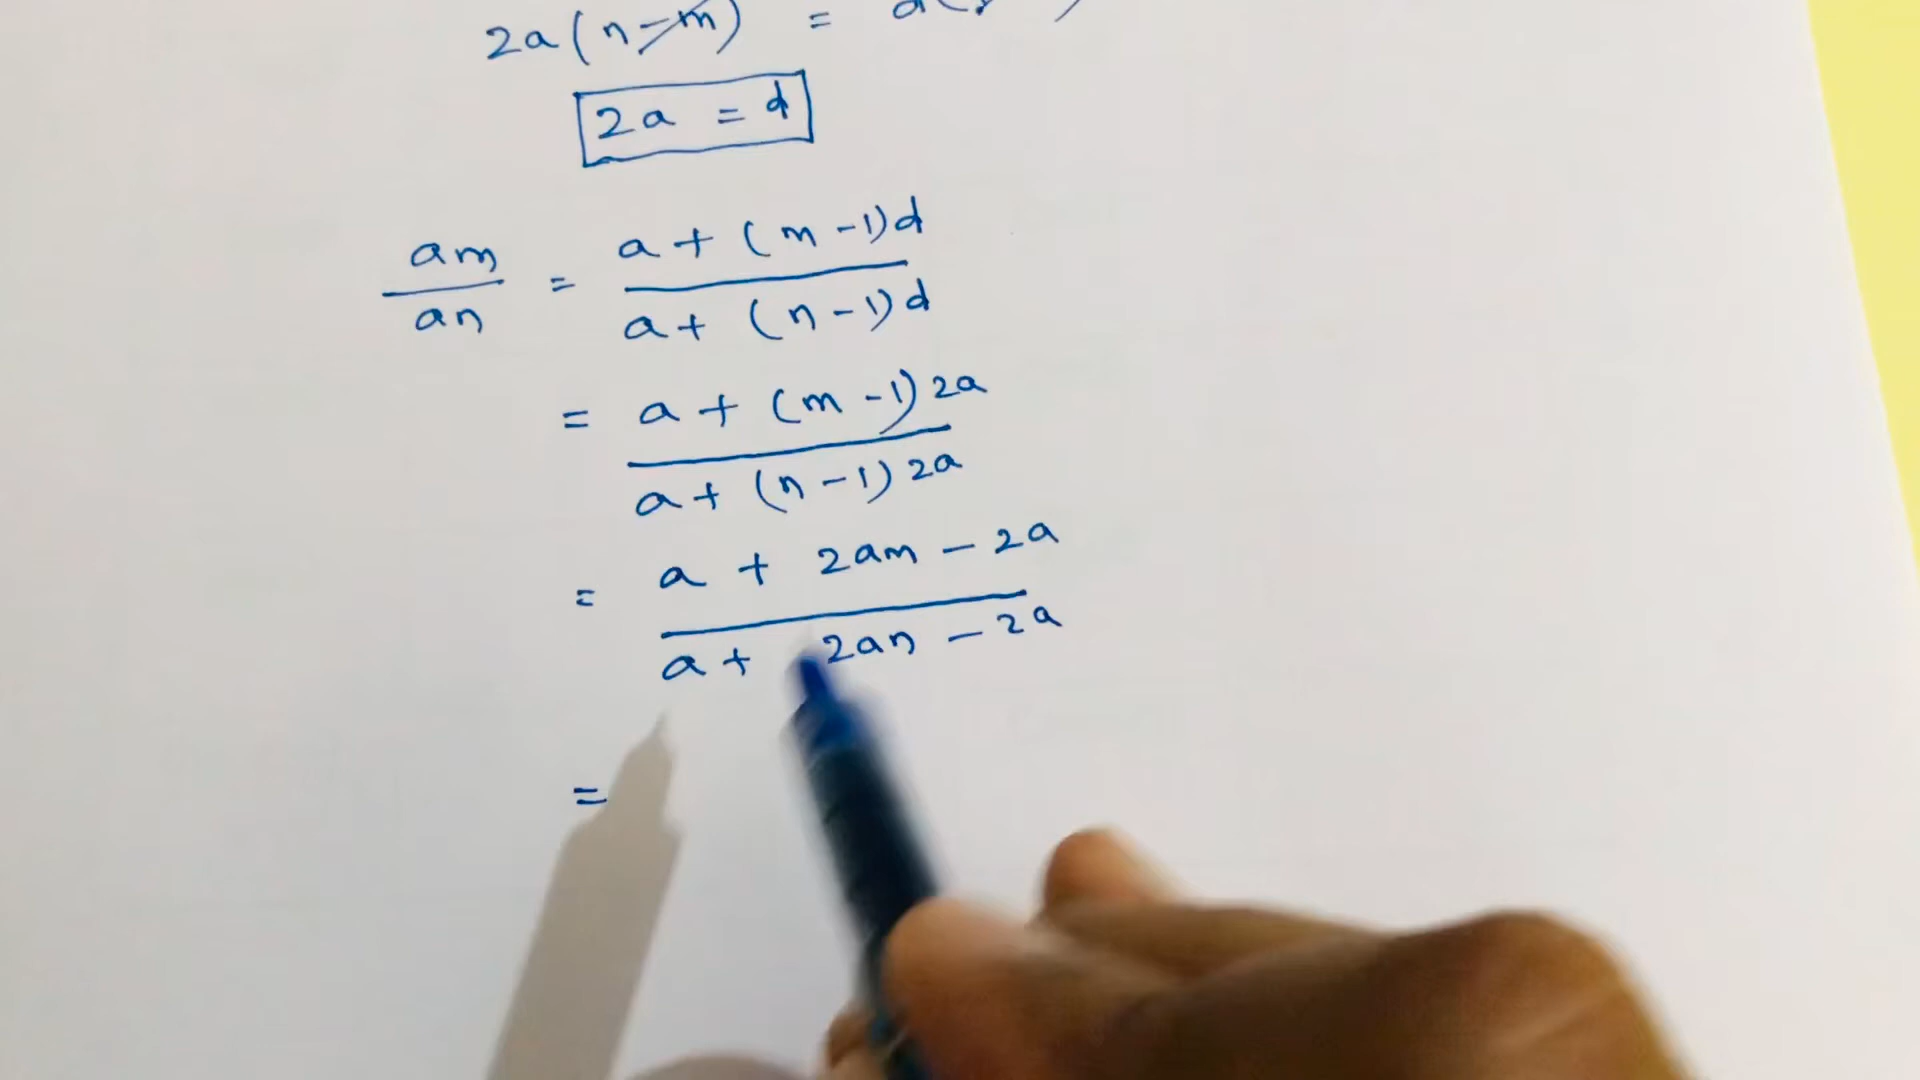 2a(n-m) =
2a = d
am/an = a + (m-1)d / a + (n-1)d
= a + (m-1)2a / a + (n-1)2a
= a + 2am - 2a / a + 2an - 2a
=